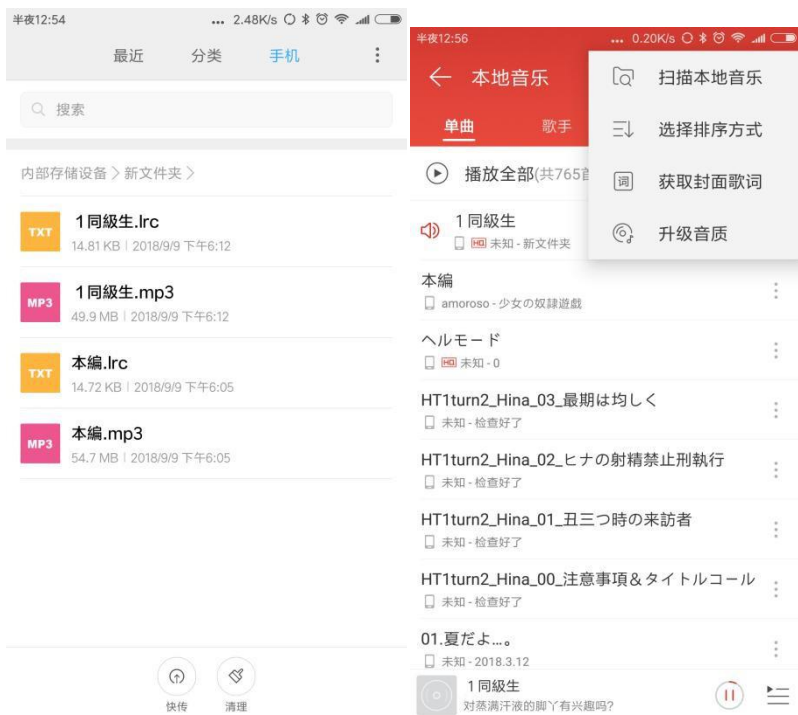 半夜12:54
... 2.48K/s
最近 分类 手机
搜索
内部存储设备 > 新文件夹 >
TXT
1同級生.lrc
14.81 KB | 2018/9/9 下午6:12
MP3
1同級生.mp3
49.9 MB | 2018/9/9 下午6:12
TXT
本編.lrc
14.72 KB | 2018/9/9 下午6:05
MP3
本編.mp3
54.7 MB | 2018/9/9 下午6:05
快传 清理
半夜12:56
... 0.20K/s
本地音乐
单曲 歌手
播放全部(共765首
扫描本地音乐
选择排序方式
词 获取封面歌词
升级音质
1同級生
HQ 未知 - 新文件夹
本編
amoroso - 少女の奴隷遊戯
ヘルモード
HQ 未知 - 0
HT1turn2_Hina_03_最期は均しく
未知 - 检查好了
HT1turn2_Hina_02_ヒナの射精禁止刑執行
未知 - 检查好了
HT1turn2_Hina_01_丑三つ時の来訪者
未知 - 检查好了
HT1turn2_Hina_00_注意事項＆タイトルコール
未知 - 检查好了
01.夏だよ…。
未知 - 2018.3.12
1同級生
对蒸满汗液的脚丫有兴趣吗?